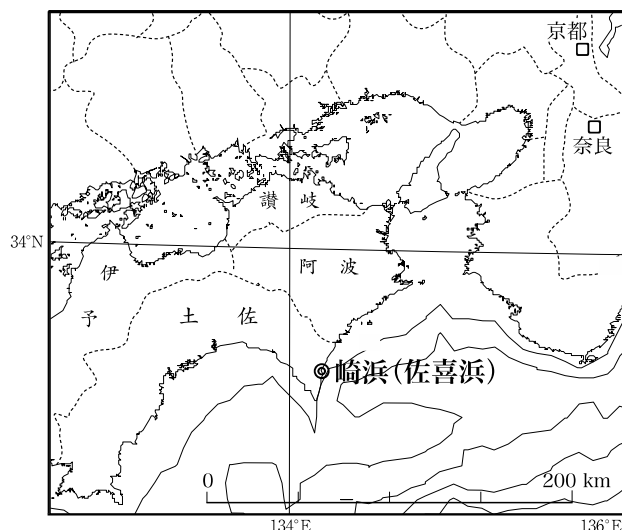 京都
奈良
讃 岐
34°N
伊
予
阿 波
土 佐
崎浜(佐喜浜)
0 200 km
134°E 136°E